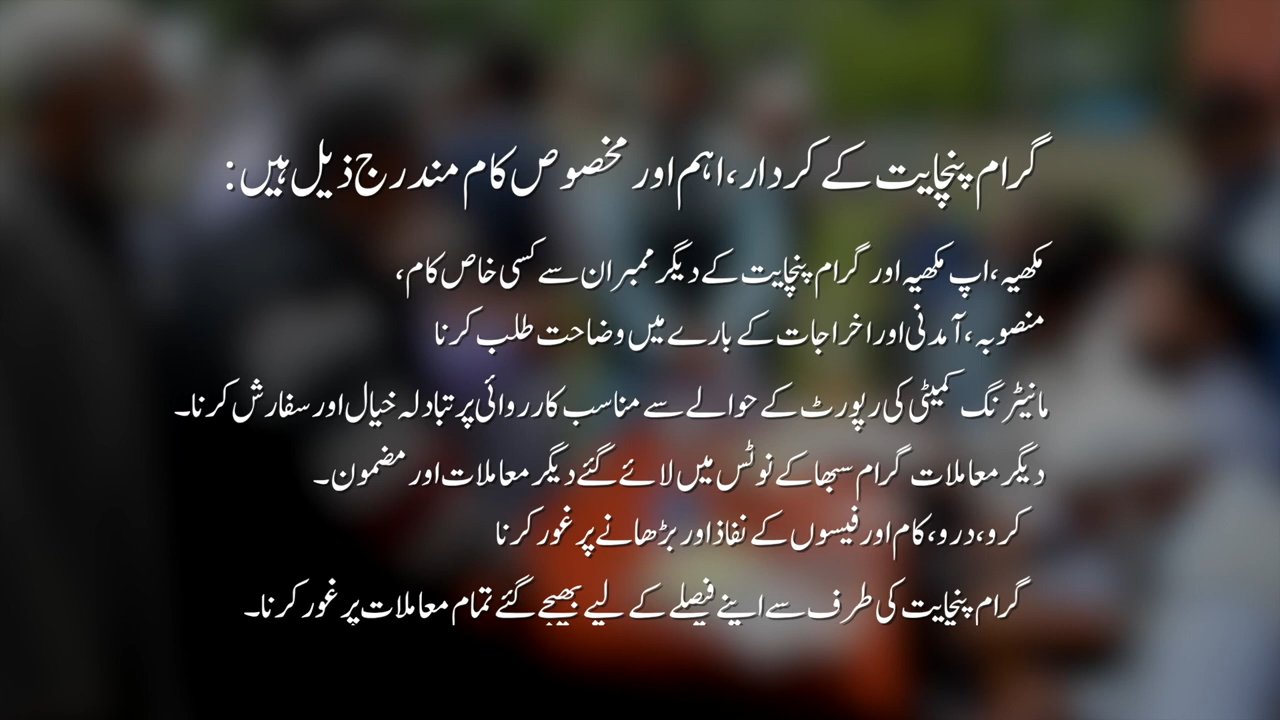 گرام پنچایت کے کردار، اہم اور مخصوص کام مندرج ذیل ہیں:
مکھیہ، اپ مکھیہ اور گرام پنچایت کے دیگر ممبران سے کسی خاص کام،
منصوبہ، آمدنی اور اخراجات کے بارے میں وضاحت طلب کرنا
مانیٹرنگ کمیٹی کی رپورٹ کے حوالے سے مناسب کارروائی پر تبادلہ خیال اور سفارش کرنا۔
دیگر معاملات گرام سبھا کے نوٹس میں لائے گئے دیگر معاملات اور مضمون۔
کرو، درو، کام اور فیسوں کے نفاذ اور بڑھانے پر غور کرنا
گرام پنچایت کی طرف سے اپنے فیصلے کے لیے بھیجے گئے تمام معاملات پر غور کرنا۔